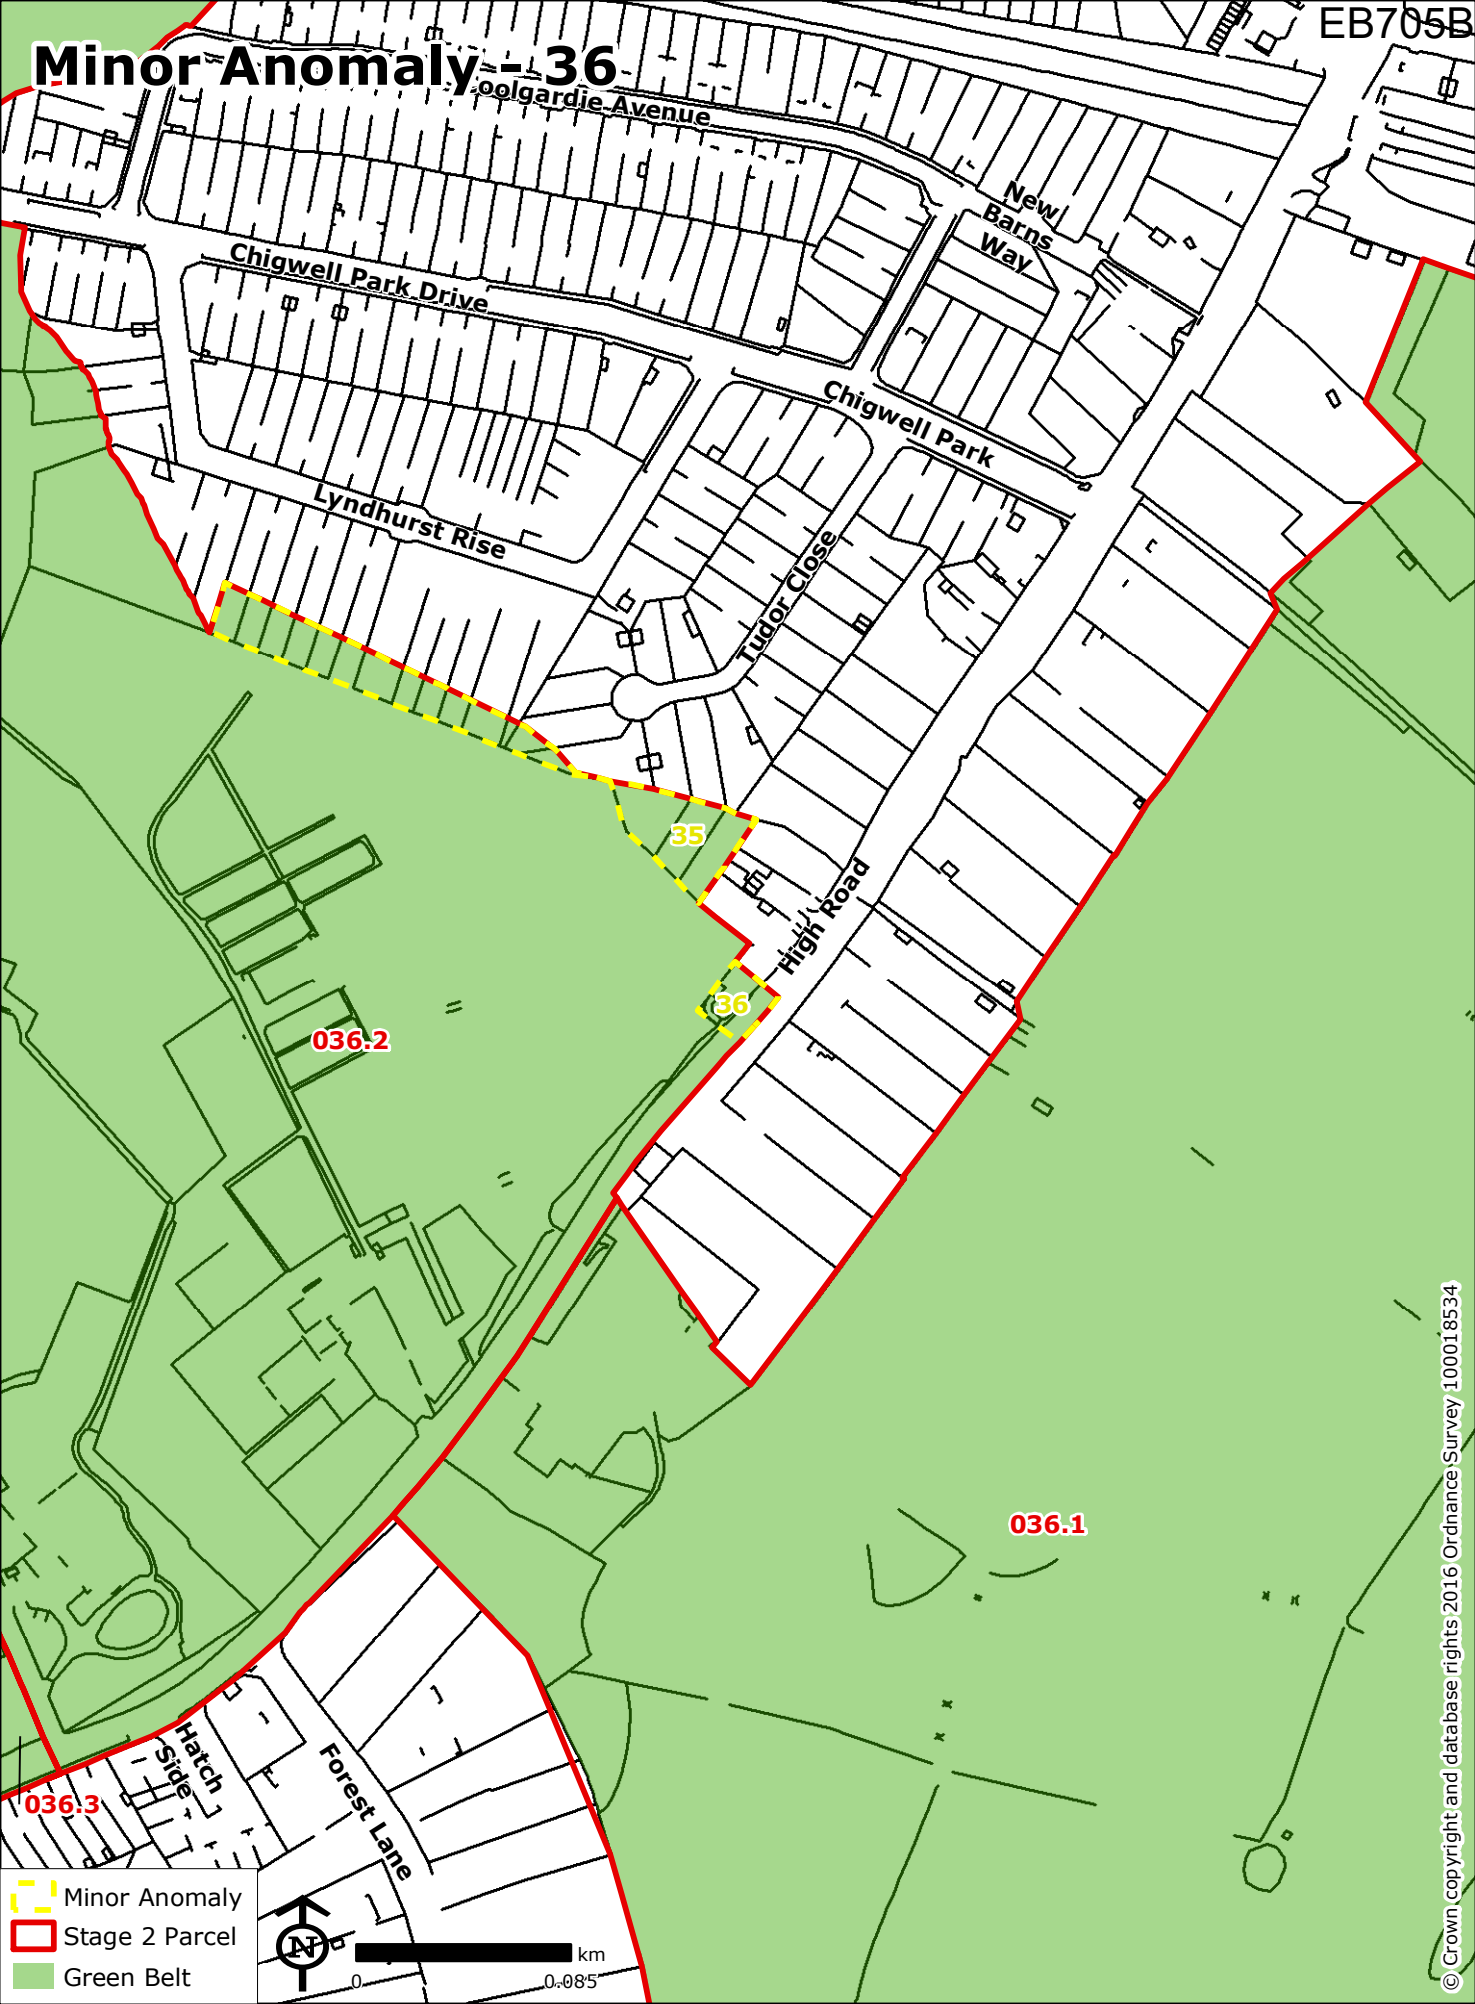 EB705B
Minor Anomaly - 36
oolgardie Avenue
New
Barns
Way
Chigwell Park Drive
Chigwell Park
Lyndhurst Rise
Tudor Close
35
High Road
36
036.2
036.1
Hatch
Side
Forest Lane
036.3
Minor Anomaly
Stage 2 Parcel
Green Belt
N
km
0
0.085
© Crown copyright and database rights 2016 Ordnance Survey 100018534